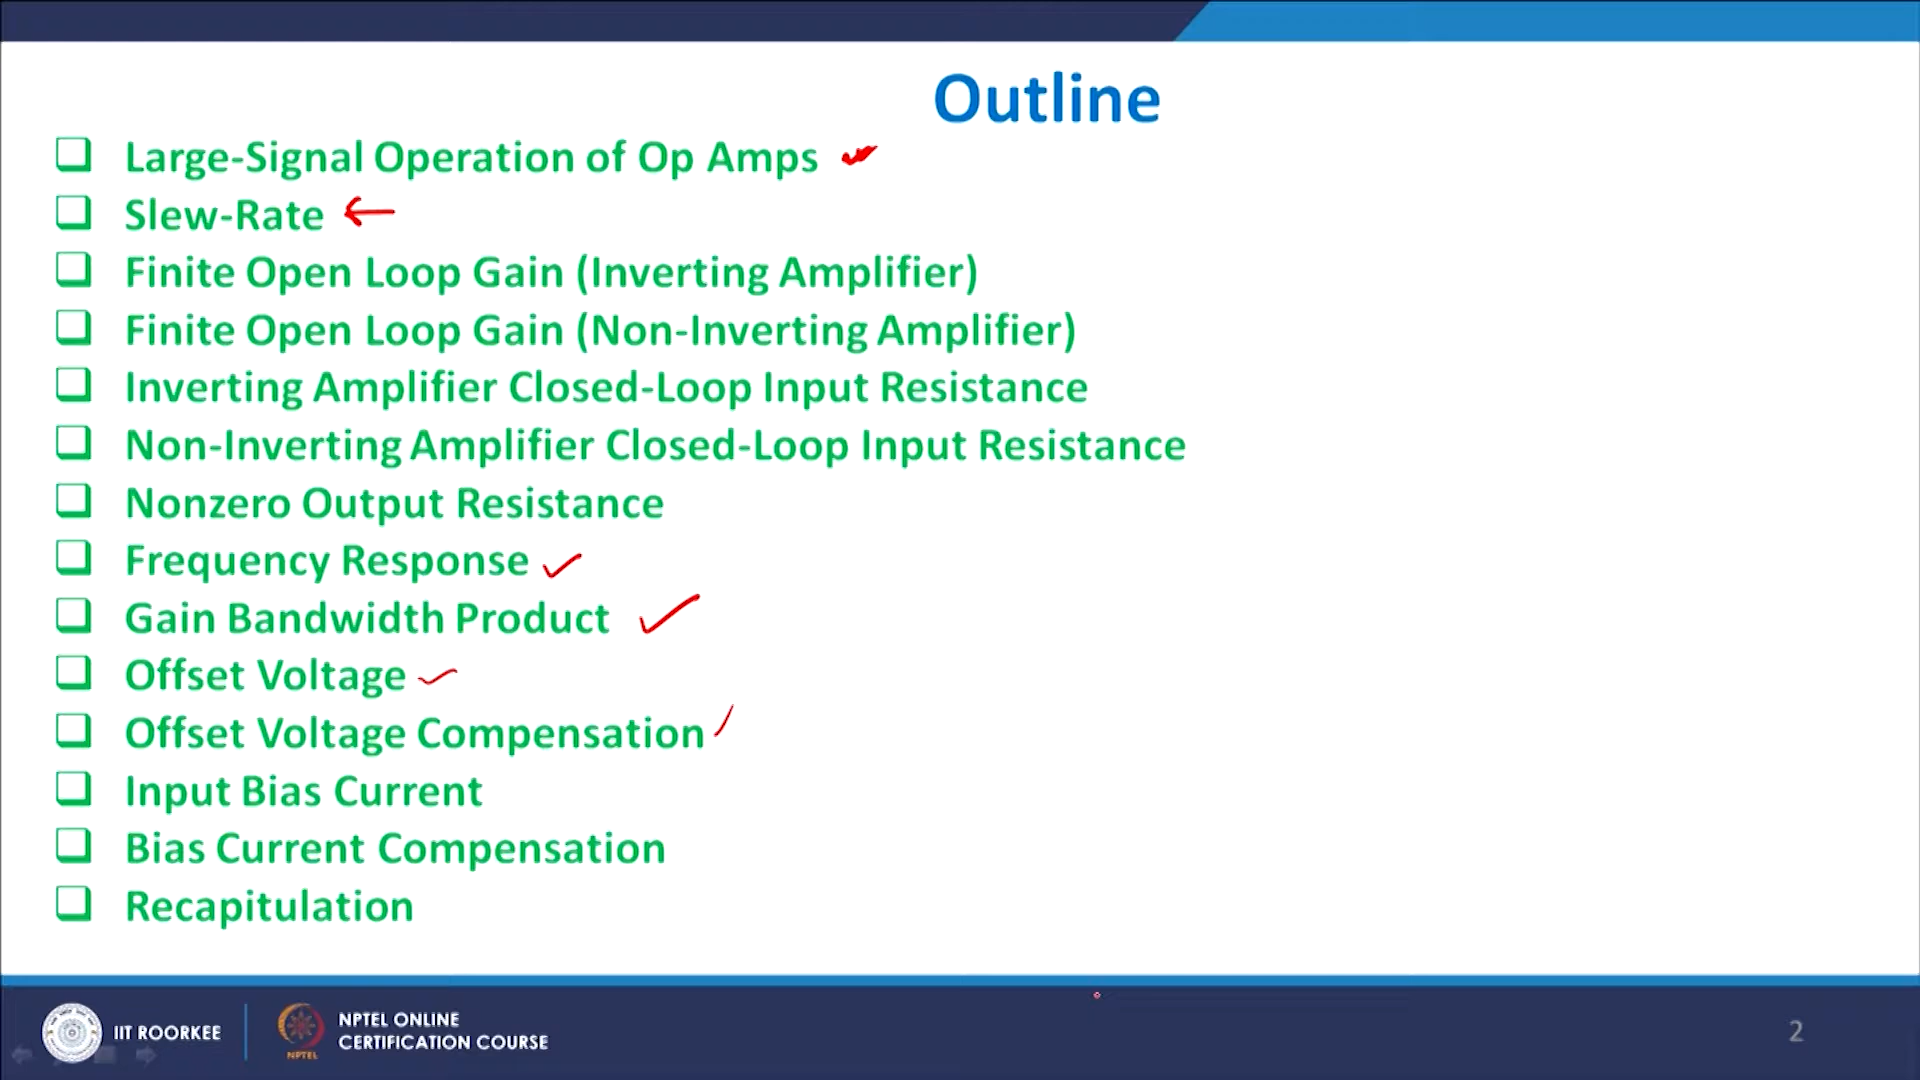 Outline
Large-Signal Operation of Op Amps
Slew-Rate
Finite Open Loop Gain (Inverting Amplifier)
Finite Open Loop Gain (Non-Inverting Amplifier)
Inverting Amplifier Closed-Loop Input Resistance
Non-Inverting Amplifier Closed-Loop Input Resistance
Nonzero Output Resistance
Frequency Response
Gain Bandwidth Product
Offset Voltage
Offset Voltage Compensation
Input Bias Current
Bias Current Compensation
Recapitulation
IIT ROORKEE
NPTEL
NPTEL ONLINE
CERTIFICATION COURSE
2